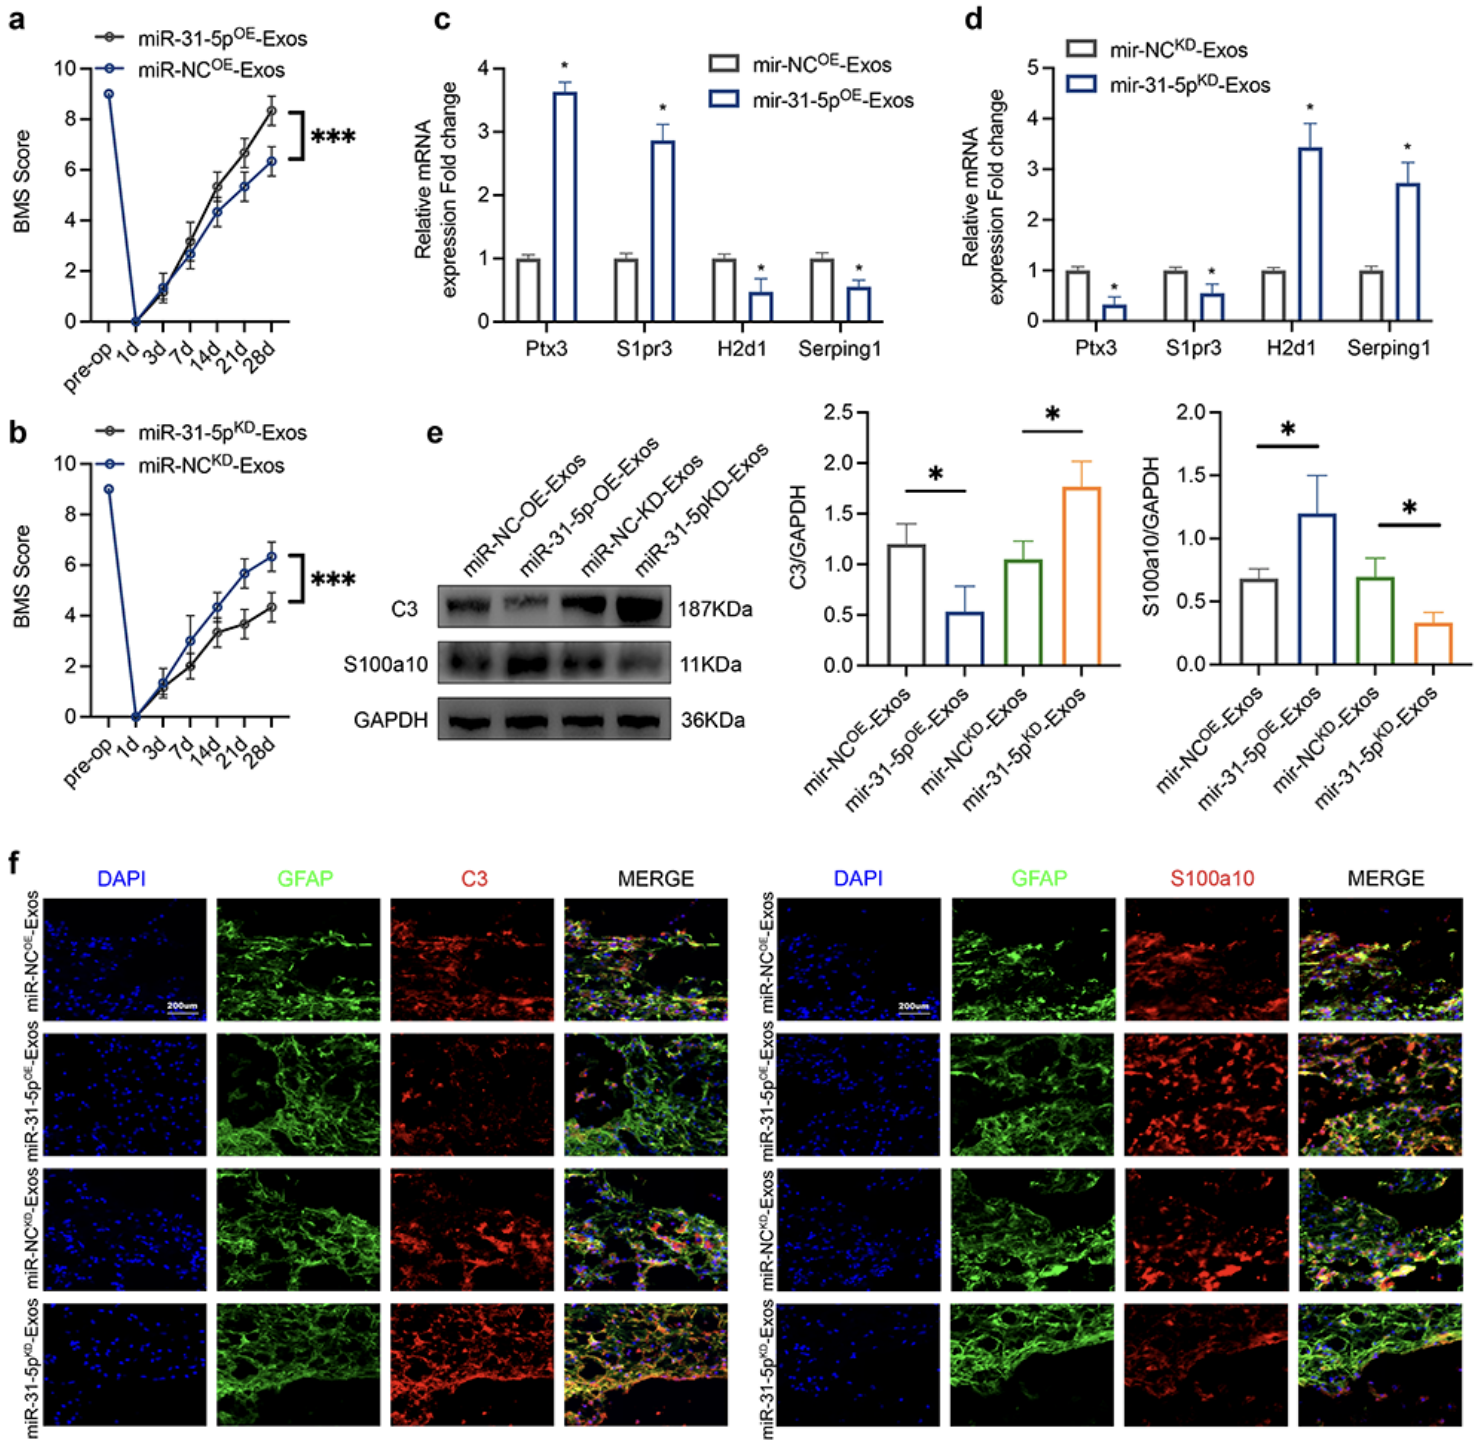 a
miR-31-5pOE-Exos
miR-NCOE-Exos
BMS Score
10
8
6
4
2
0
pre-op
1d
3d
7d
14d
21d
28d
***
c
mir-NCOE-Exos
mir-31-5pOE-Exos
Relative mRNA
expression Fold change
4
3
2
1
0
*
*
*
*
Ptx3
S1pr3
H2d1
Serping1
d
mir-NCKD-Exos
mir-31-5pKD-Exos
Relative mRNA
expression Fold change
5
4
3
2
1
0
*
*
*
*
Ptx3
S1pr3
H2d1
Serping1
b
miR-31-5pKD-Exos
miR-NCKD-Exos
BMS Score
10
8
6
4
2
0
pre-op
1d
3d
7d
14d
21d
28d
***
e
miR-NC-OE-Exos
miR-31-5p-OE-Exos
miR-NC-KD-Exos
miR-31-5pKD-Exos
C3
187KDa
S100a10
11KDa
GAPDH
36KDa
C3/GAPDH
2.5
2.0
1.5
1.0
0.5
0.0
*
*
mir-NCOE-Exos
mir-31-5pOE-Exos
mir-NCKD-Exos
mir-31-5pKD-Exos
S100a10/GAPDH
2.0
1.5
1.0
0.5
0.0
*
*
mir-NCOE-Exos
mir-31-5pOE-Exos
mir-NCKD-Exos
mir-31-5pKD-Exos
f
DAPI
GFAP
C3
MERGE
DAPI
GFAP
S100a10
MERGE
miR-NCOE-Exos
200um
miR-NCOE-Exos
200um
miR-31-5pOE-Exos
miR-31-5pOE-Exos
miR-NCKD-Exos
miR-NCKD-Exos
miR-31-5pKD-Exos
miR-31-5pKD-Exos